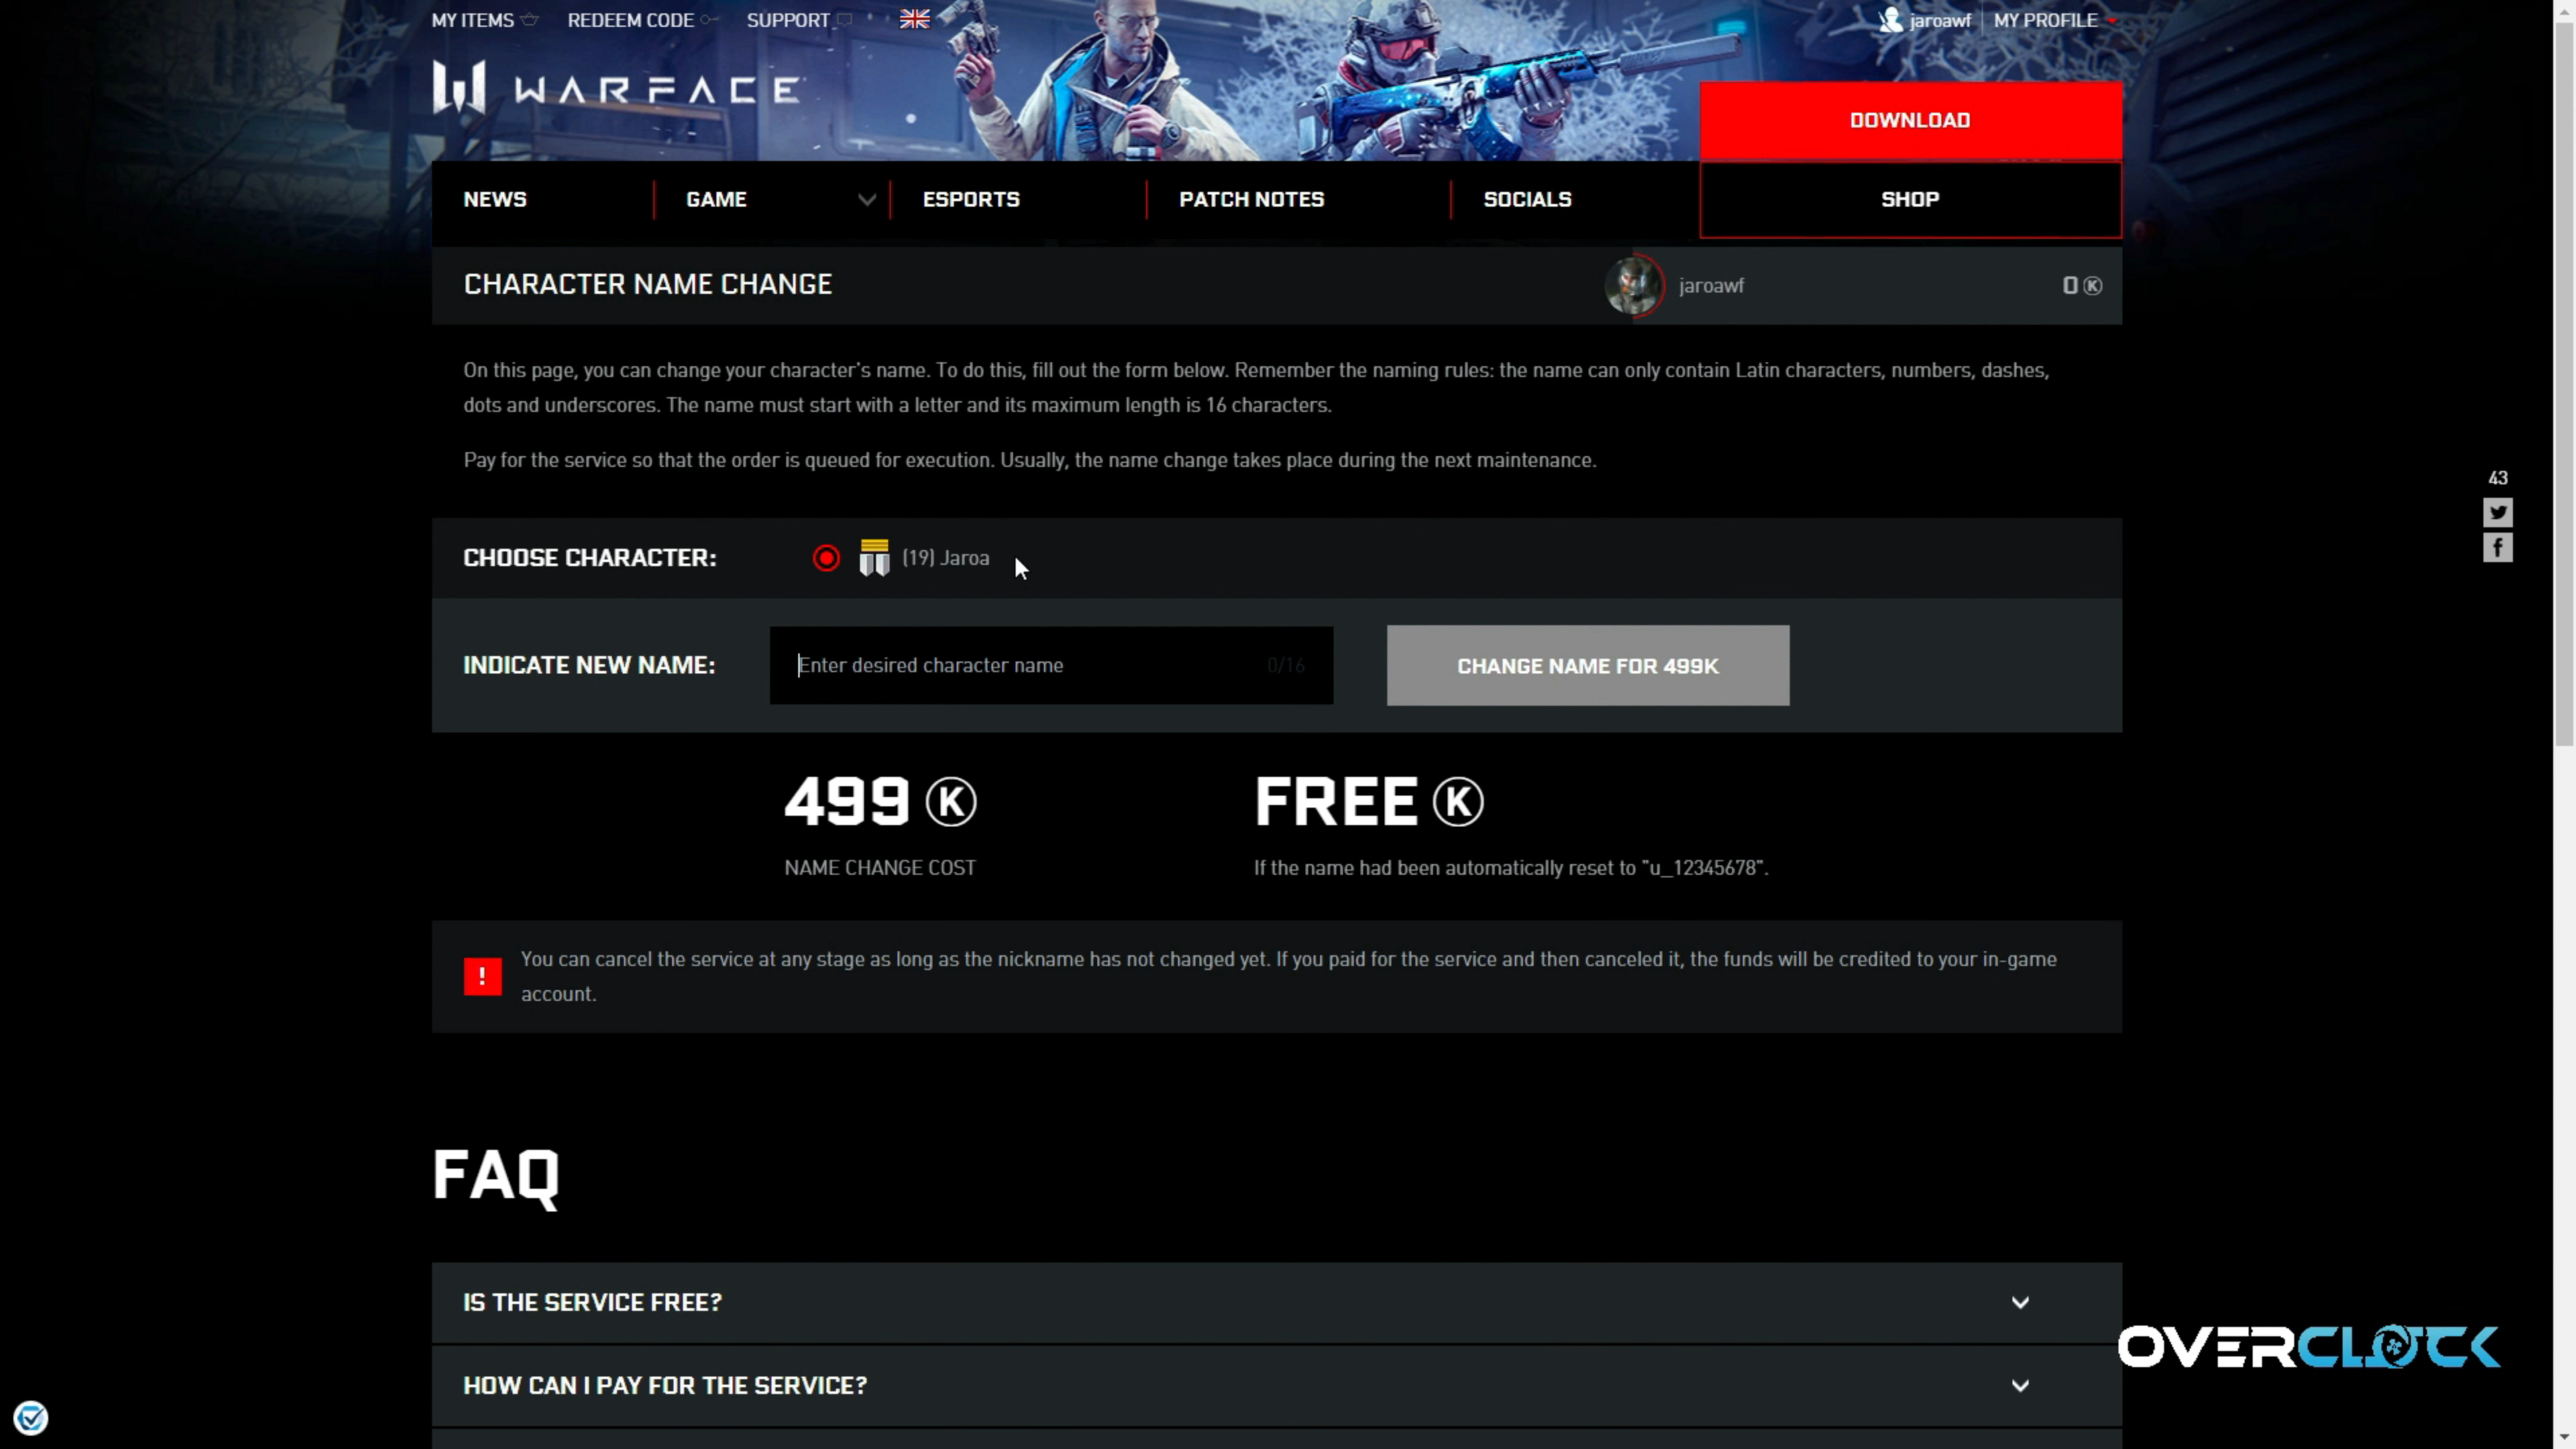 MY ITEMS
REDEEM CODE
SUPPORT
jaroawf
MY PROFILE
WARFACE
DOWNLOAD
NEWS
GAME
ESPORTS
PATCH NOTES
SOCIALS
SHOP
CHARACTER NAME CHANGE
jaroawf
0 K
On this page, you can change your character's name. To do this, fill out the form below. Remember the naming rules: the name can only contain Latin characters, numbers, dashes,
dots and underscores. The name must start with a letter and its maximum length is 16 characters.
Pay for the service so that the order is queued for execution. Usually, the name change takes place during the next maintenance.
43
CHOOSE CHARACTER:
(19) Jaroa
INDICATE NEW NAME:
Enter desired character name
0/16
CHANGE NAME FOR 499K
499 K
FREE K
NAME CHANGE COST
If the name had been automatically reset to "u_12345678".
! You can cancel the service at any stage as long as the nickname has not changed yet. If you paid for the service and then canceled it, the funds will be credited to your in-game
account.
FAQ
IS THE SERVICE FREE?
OVERCLOCK
HOW CAN I PAY FOR THE SERVICE?